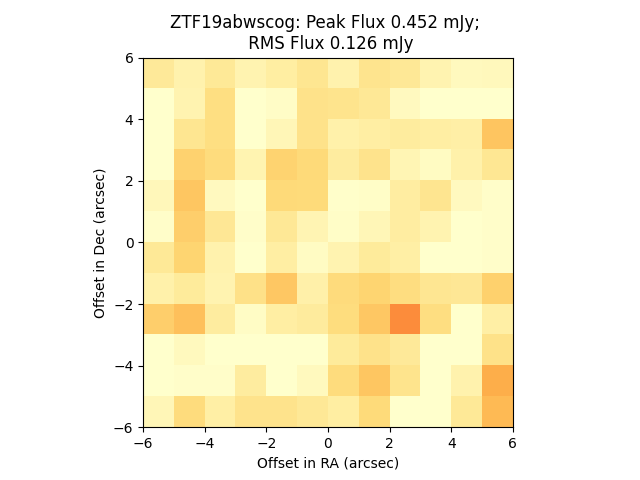 ZTF19abwscog: Peak Flux 0.452 mJy;
RMS Flux 0.126 mJy
6
4
2
0
−2
−4
−6
Offset in Dec (arcsec)
−6 −4 −2 0 2 4 6
Offset in RA (arcsec)